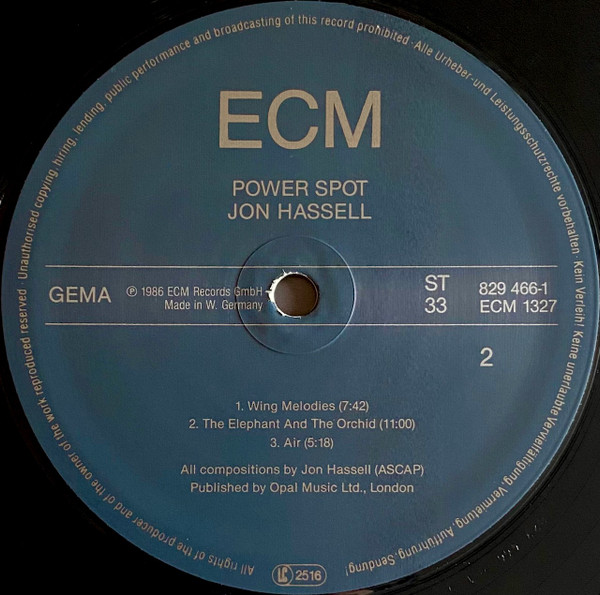 ECM
POWER SPOT
JON HASSELL
GEMA
℗ 1986 ECM Records GmbH
Made in W. Germany
ST
33
829 466-1
ECM 1327
2
1. Wing Melodies (7:42)
2. The Elephant And The Orchid (11:00)
3. Air (5:18)
All compositions by Jon Hassell (ASCAP)
Published by Opal Music Ltd., London
LC 2516
All rights of the producer and of the owner of the work reproduced reserved · Unauthorised copying, hiring, lending, public performance and broadcasting of this record prohibited · Alle Urheber- und Leistungsschutzrechte vorbehalten · Kein Verleih! Keine unerlaubte Vervielfältigung, Vermietung, Aufführung, Sendung!